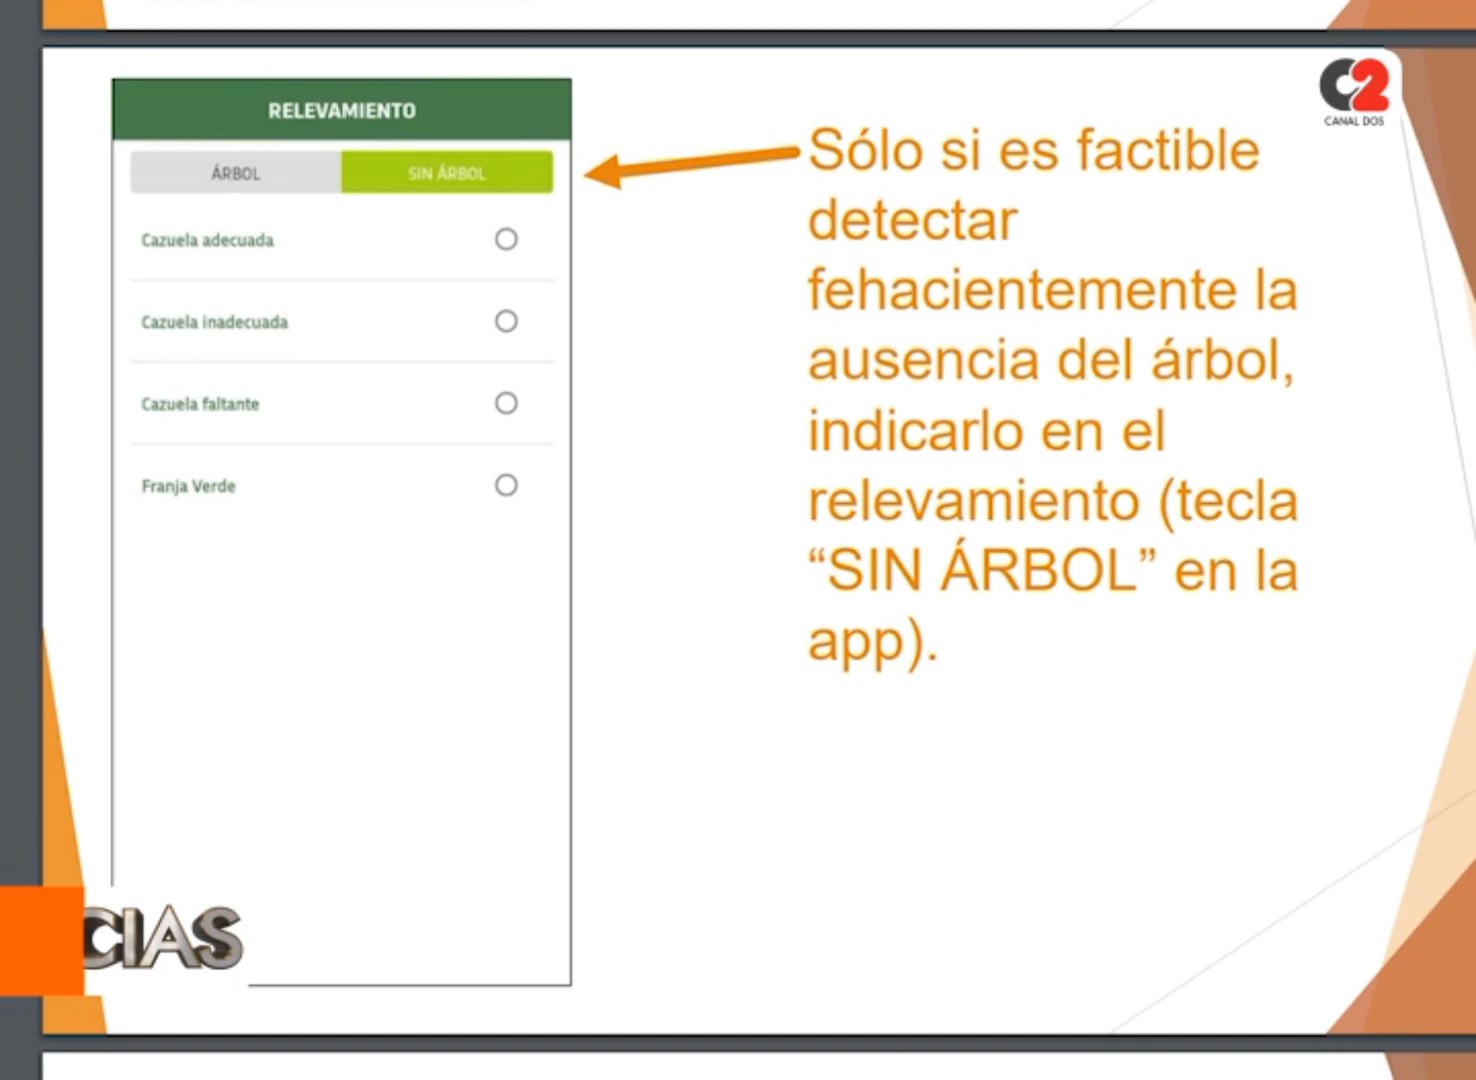 C2
CANAL DOS
RELEVAMIENTO
ÁRBOL
SIN ÁRBOL
Cazuela adecuada
Cazuela inadecuada
Cazuela faltante
Franja Verde
Sólo si es factible
detectar
fehacientemente la
ausencia del árbol,
indicarlo en el
relevamiento (tecla
“SIN ÁRBOL” en la
app).
CIAS